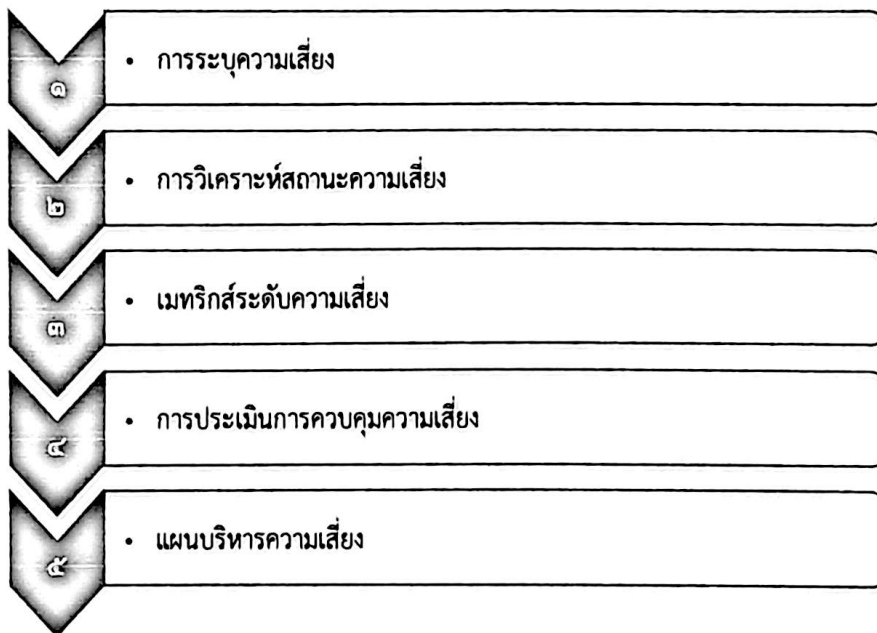 ๑ • การระบุความเสี่ยง
๒ • การวิเคราะห์สถานะความเสี่ยง
๓ • เมทริกส์ระดับความเสี่ยง
๔ • การประเมินการควบคุมความเสี่ยง
๕ • แผนบริหารความเสี่ยง